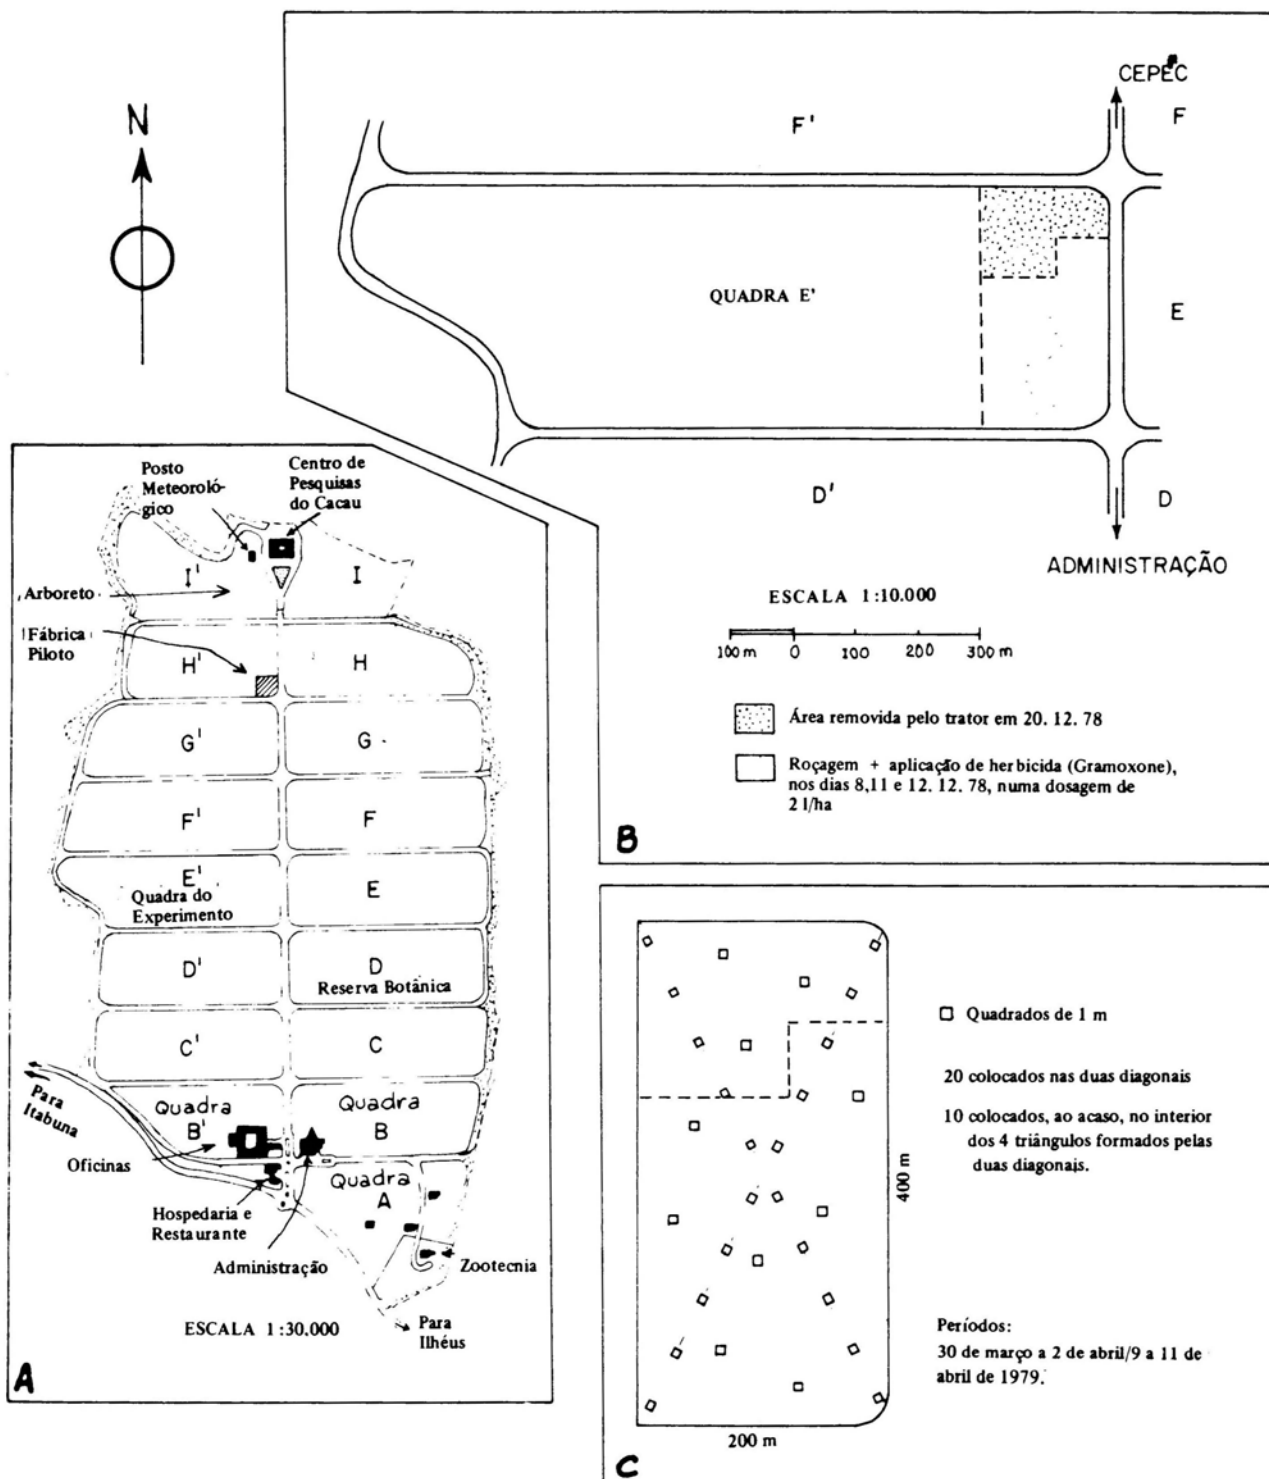 N
CEPEC
F'
F
QUADRA E'
E
D'
D
ADMINISTRAÇÃO
ESCALA 1:10.000
100 m 0 100 200 300 m
Área removida pelo trator em 20. 12. 78
Roçagem + aplicação de herbicida (Gramoxone),
nos dias 8,11 e 12. 12. 78, numa dosagem de
2 l/ha
B
Posto
Meteoroló-
gico
Centro de
Pesquisas
do Cacau
I'
I
Arboreto
Fábrica
Piloto
H'
H
G'
G
F'
F
E'
Quadra do
Experimento
E
D'
D
Reserva Botânica
C'
C
Para
Itabuna
Quadra
B'
Quadra
B
Oficinas
Quadra
A
Hospedaria e
Restaurante
Administração
Zootecnia
ESCALA 1:30.000
Para
Ilhéus
A
Quadrados de 1 m
20 colocados nas duas diagonais
10 colocados, ao acaso, no interior
dos 4 triângulos formados pelas
duas diagonais.
400 m
Períodos:
30 de março a 2 de abril/9 a 11 de
abril de 1979.
200 m
C